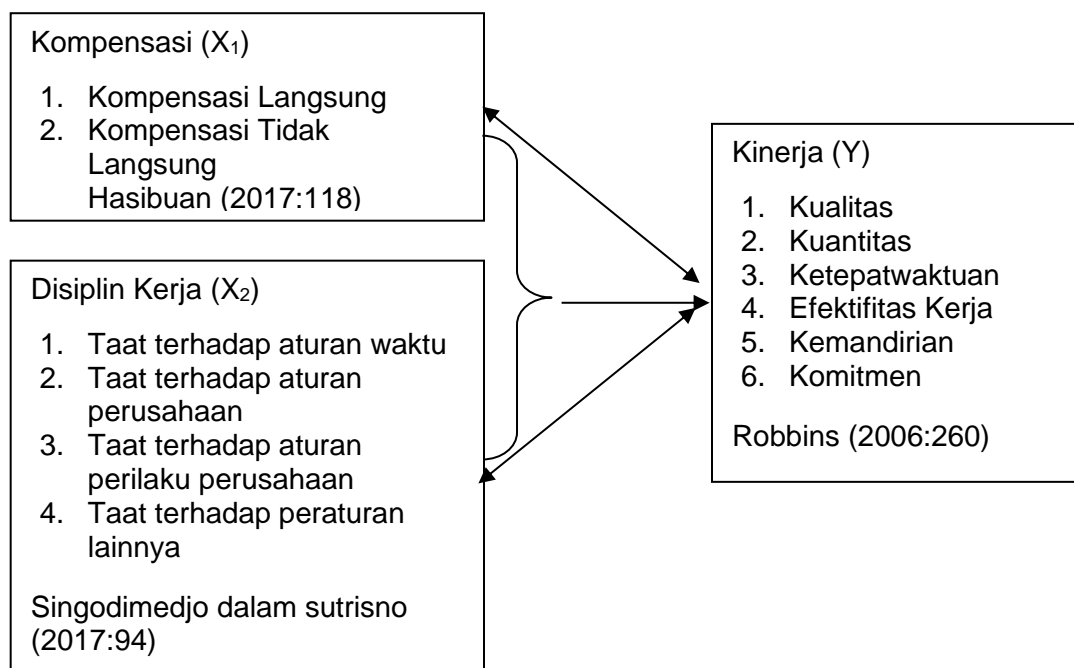 Kompensasi (X₁)
1. Kompensasi Langsung
2. Kompensasi Tidak
Langsung
Hasibuan (2017:118)
Disiplin Kerja (X₂)
1. Taat terhadap aturan waktu
2. Taat terhadap aturan
perusahaan
3. Taat terhadap aturan
perilaku perusahaan
4. Taat terhadap peraturan
lainnya
Singodimedjo dalam sutrisno
(2017:94)
Kinerja (Y)
1. Kualitas
2. Kuantitas
3. Ketepatwaktuan
4. Efektifitas Kerja
5. Kemandirian
6. Komitmen
Robbins (2006:260)